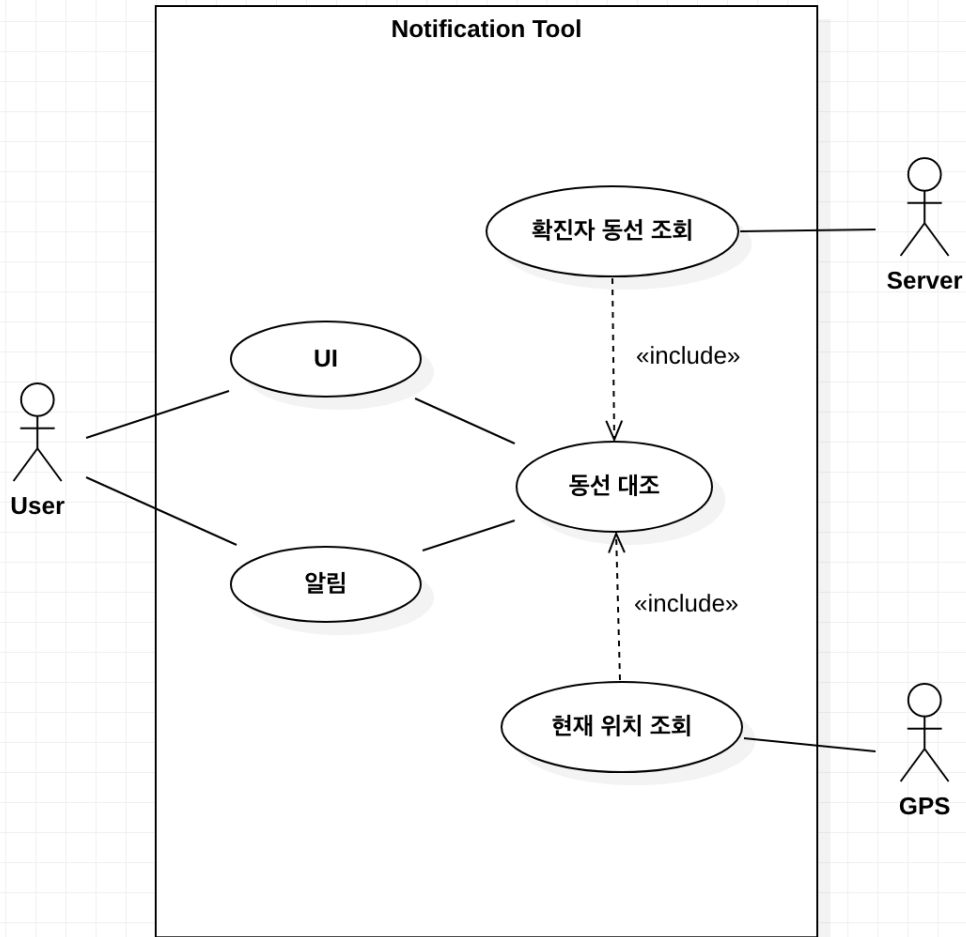 Notification Tool
확진자 동선 조회
Server
UI
«include»
User
동선 대조
알림
«include»
현재 위치 조회
GPS